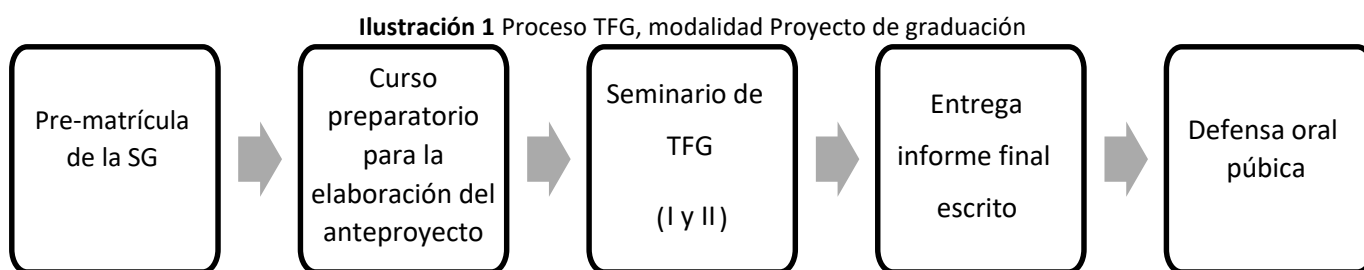 Ilustración 1 Proceso TFG, modalidad Proyecto de graduación
Pre-matrícula
de la SG
Curso
preparatorio
para la
elaboración del
anteproyecto
Seminario de
TFG
(I y II)
Entrega
informe final
escrito
Defensa oral
púbica